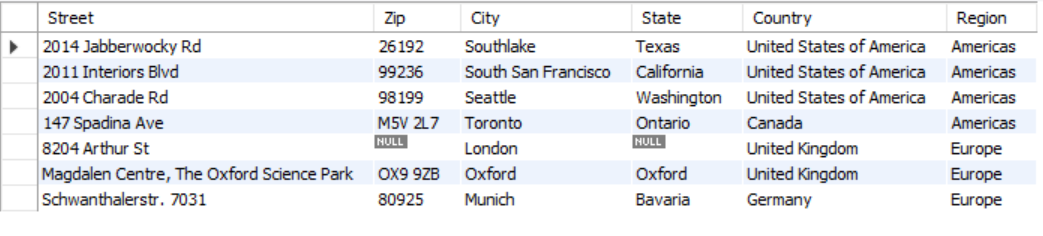 Street Zip City State Country Region
2014 Jabberwocky Rd 26192 Southlake Texas United States of America Americas
2011 Interiors Blvd 99236 South San Francisco California United States of America Americas
2004 Charade Rd 98199 Seattle Washington United States of America Americas
147 Spadina Ave M5V 2L7 Toronto Ontario Canada Americas
8204 Arthur St NULL London NULL United Kingdom Europe
Magdalen Centre, The Oxford Science Park OX9 9ZB Oxford Oxford United Kingdom Europe
Schwanthalerstr. 7031 80925 Munich Bavaria Germany Europe